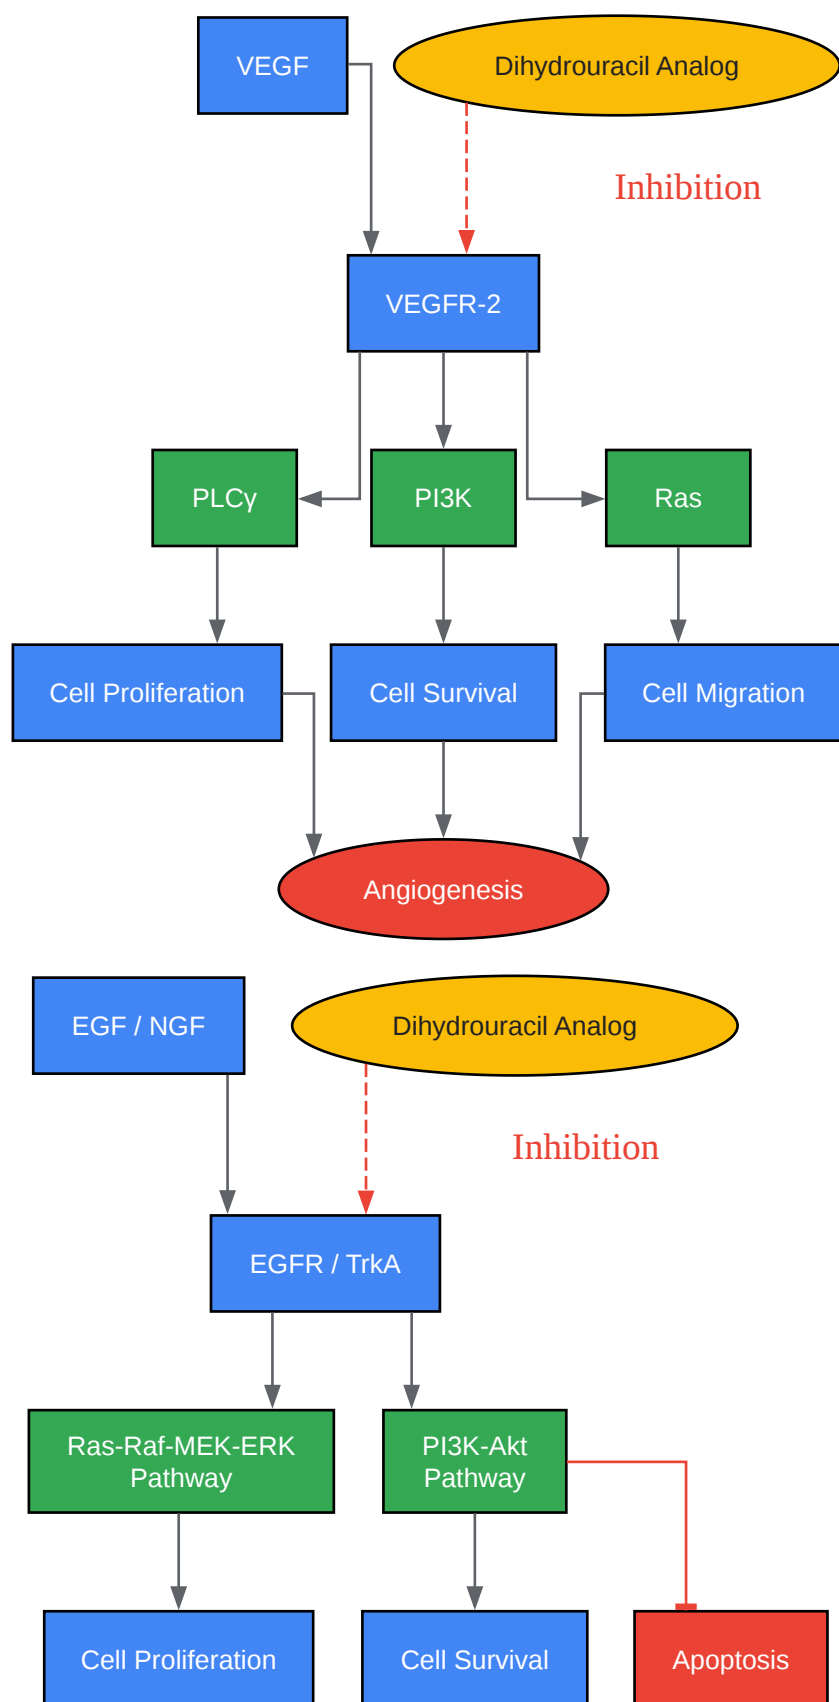 VEGF
Dihydrouracil Analog
Inhibition
VEGFR-2
PLCγ
PI3K
Ras
Cell Proliferation
Cell Survival
Cell Migration
Angiogenesis
EGF / NGF
Dihydrouracil Analog
Inhibition
EGFR / TrkA
Ras-Raf-MEK-ERK
Pathway
PI3K-Akt
Pathway
Cell Proliferation
Cell Survival
Apoptosis